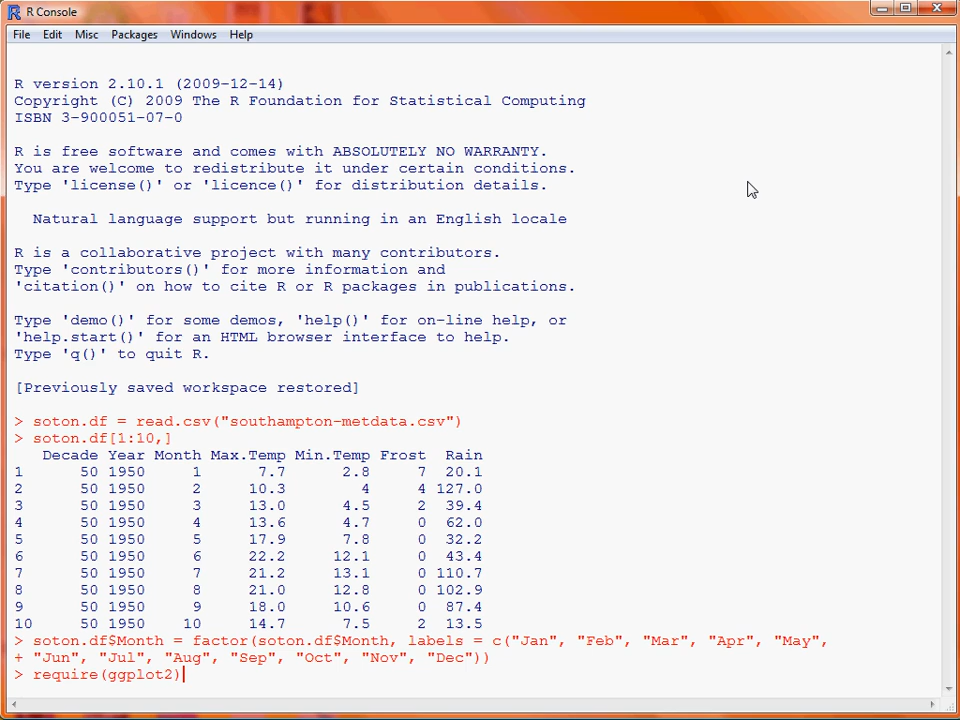 R Console
File Edit Misc Packages Windows Help
R version 2.10.1 (2009-12-14)
Copyright (C) 2009 The R Foundation for Statistical Computing
ISBN 3-900051-07-0
R is free software and comes with ABSOLUTELY NO WARRANTY.
You are welcome to redistribute it under certain conditions.
Type 'license()' or 'licence()' for distribution details.
Natural language support but running in an English locale
R is a collaborative project with many contributors.
Type 'contributors()' for more information and
'citation()' on how to cite R or R packages in publications.
Type 'demo()' for some demos, 'help()' for on-line help, or
'help.start()' for an HTML browser interface to help.
Type 'q()' to quit R.
[Previously saved workspace restored]
> soton.df = read.csv("southampton-metdata.csv")
> soton.df[1:10,]
Decade Year Month Max.Temp Min.Temp Frost Rain
1 50 1950 1 7.7 2.8 7 20.1
2 50 1950 2 10.3 4 4 127.0
3 50 1950 3 13.0 4.5 2 39.4
4 50 1950 4 13.6 4.7 0 62.0
5 50 1950 5 17.9 7.8 0 32.2
6 50 1950 6 22.2 12.1 0 43.4
7 50 1950 7 21.2 13.1 0 110.7
8 50 1950 8 21.0 12.8 0 102.9
9 50 1950 9 18.0 10.6 0 87.4
10 50 1950 10 14.7 7.5 2 13.5
> soton.df$Month = factor(soton.df$Month, labels = c("Jan", "Feb", "Mar", "Apr", "May",
+ "Jun", "Jul", "Aug", "Sep", "Oct", "Nov", "Dec"))
> require(ggplot2)